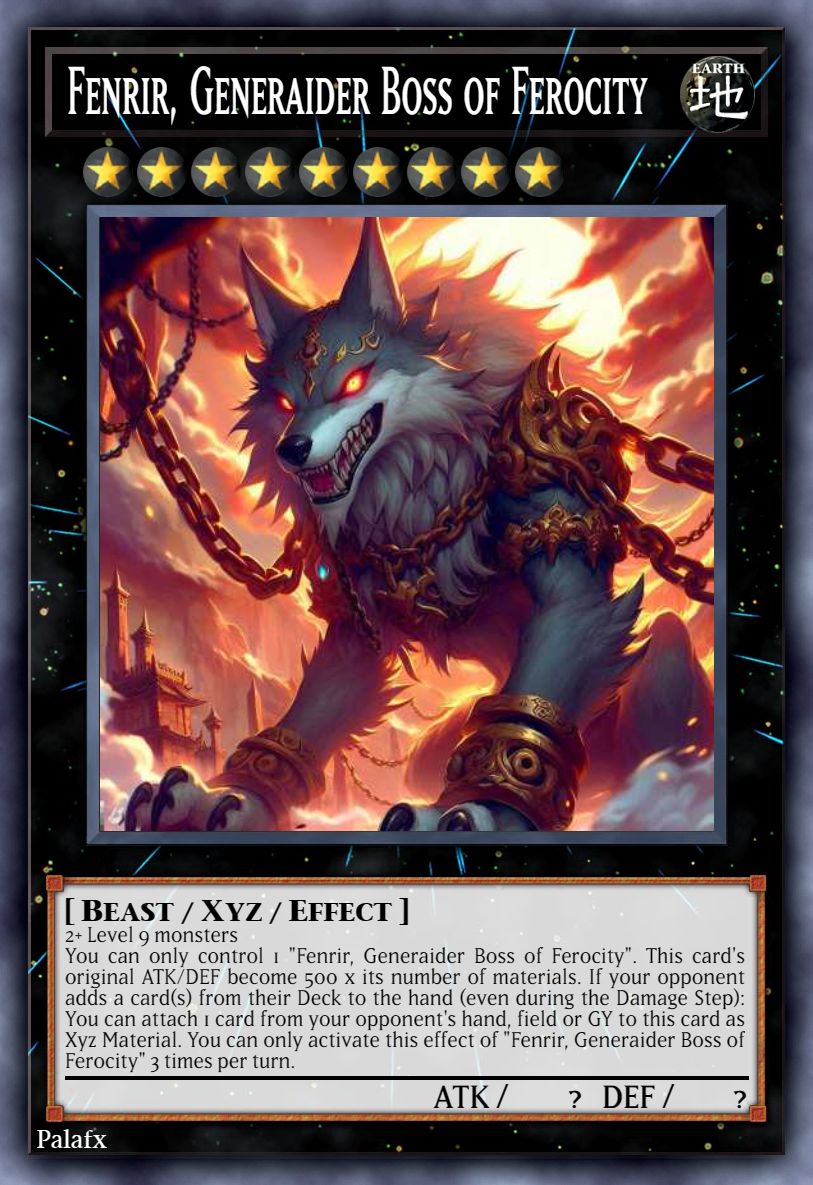 Fenrir, Generaider Boss of Ferocity
EARTH
地
[ Beast / Xyz / Effect ]
2+ Level 9 monsters
You can only control 1 "Fenrir, Generaider Boss of Ferocity". This card's
original ATK/DEF become 500 x its number of materials. If your opponent
adds a card(s) from their Deck to the hand (even during the Damage Step):
You can attach 1 card from your opponent's hand, field or GY to this card as
Xyz Material. You can only activate this effect of "Fenrir, Generaider Boss of
Ferocity" 3 times per turn.
ATK / ? DEF / ?
Palafx